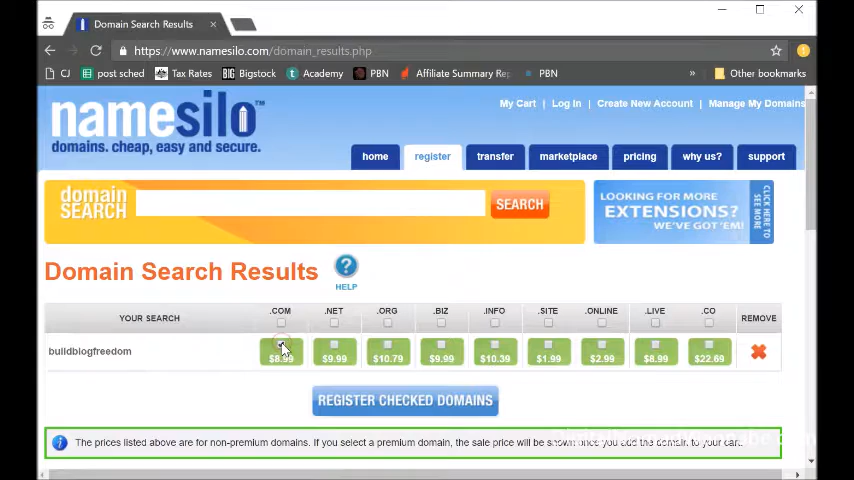 Domain Search Results
https://www.namesilo.com/domain_results.php
CJ post sched Tax Rates BIG Bigstock Academy PBN Affiliate Summary Rep PBN » Other bookmarks
namesilo™
domains. cheap, easy and secure.
My Cart | Log In | Create New Account | Manage My Domains
home register transfer marketplace pricing why us? support
domain
SEARCH
SEARCH
LOOKING FOR MORE
EXTENSIONS?
WE'VE GOT 'EM!
CLICK HERE TO
SEE MORE
Domain Search Results
HELP
YOUR SEARCH .COM .NET .ORG .BIZ .INFO .SITE .ONLINE .LIVE .CO REMOVE
buildblogfreedom $8.99 $9.99 $10.79 $9.99 $10.39 $1.99 $2.99 $8.99 $22.69
REGISTER CHECKED DOMAINS
The prices listed above are for non-premium domains. If you select a premium domain, the sale price will be shown once you add the domain to your cart.